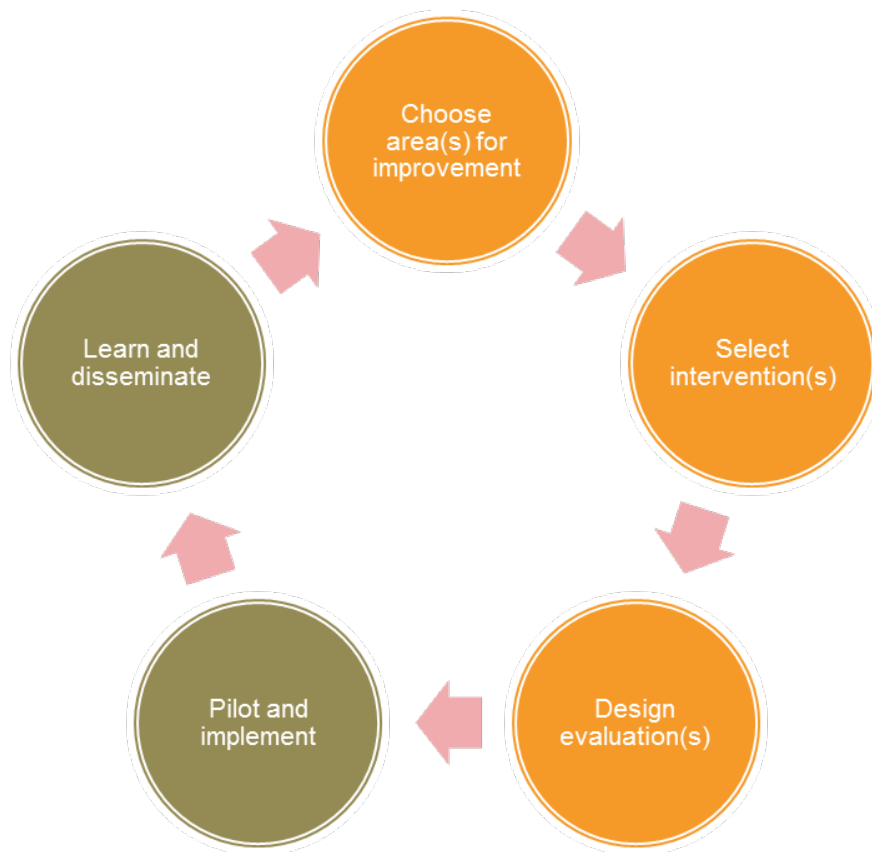 Choose
area(s) for
improvement
Select
intervention(s)
Design
evaluation(s)
Pilot and
implement
Learn and
disseminate